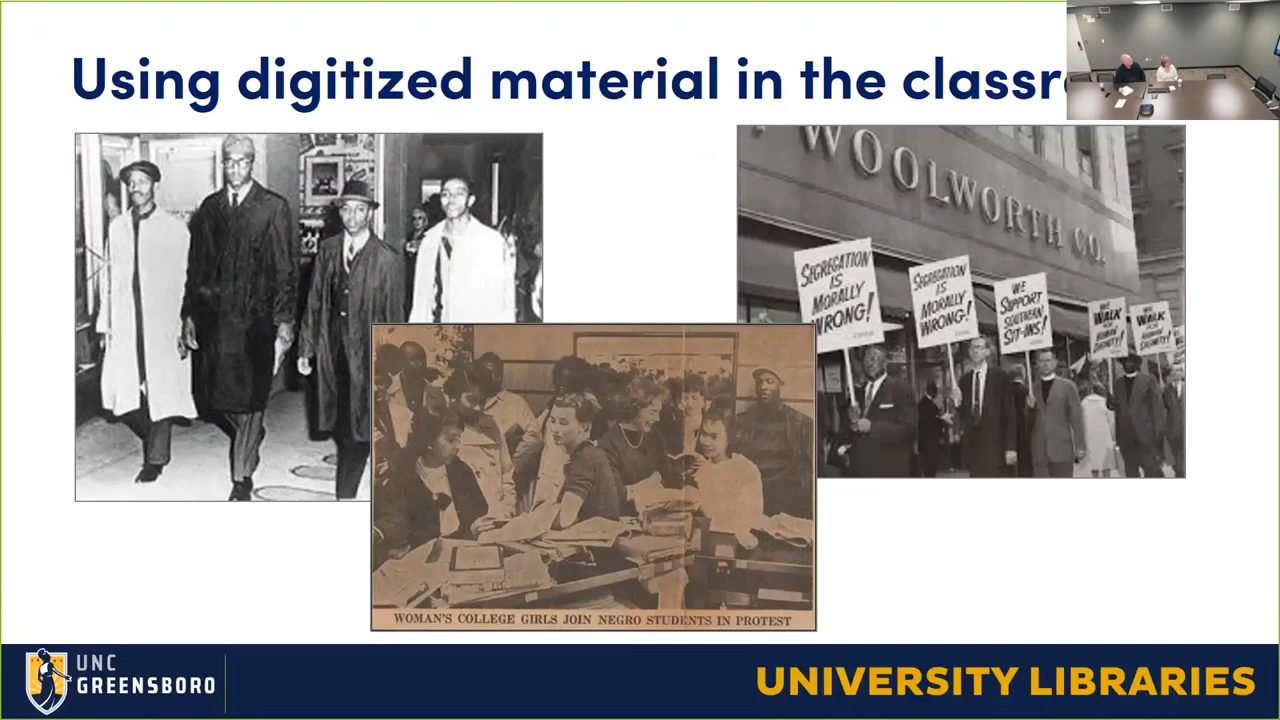 Using digitized material in the classr
WOOLWORTH CO.
SEGREGATION
IS
MORALLY
WRONG!
SEGREGATION
IS
MORALLY
WRONG!
WE
SUPPORT
SOUTHERN
SIT-INS!
WE
WALK
FOR
HUMAN
DIGNITY!
WE
WALK
FOR
HUMAN
DIGNITY!
WOMAN'S COLLEGE GIRLS JOIN NEGRO STUDENTS IN PROTEST
UNC
GREENSBORO
UNIVERSITY LIBRARIES